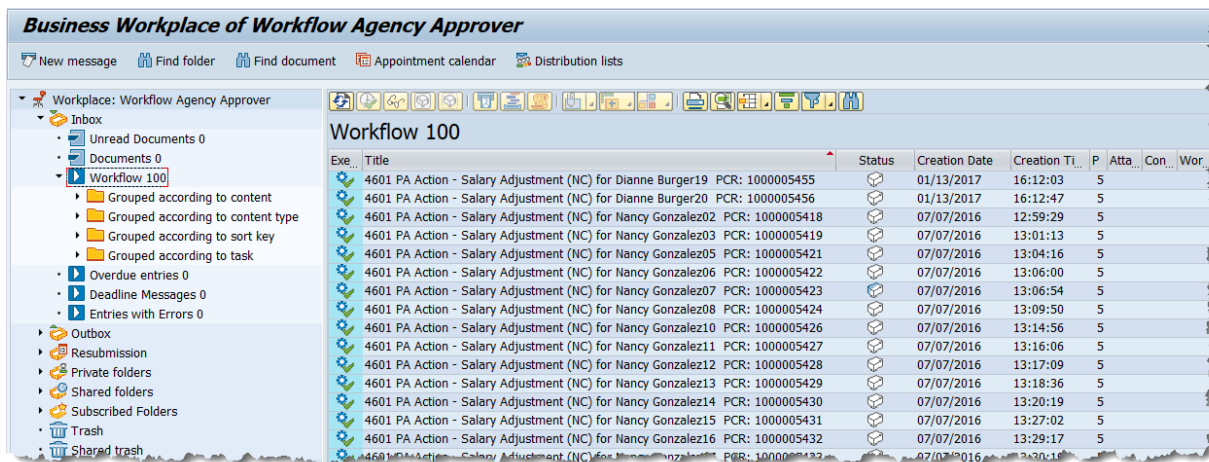 Business Workplace of Workflow Agency Approver
New message Find folder Find document Appointment calendar Distribution lists
Workplace: Workflow Agency Approver
Inbox
Unread Documents 0
Documents 0
Workflow 100
Grouped according to content
Grouped according to content type
Grouped according to sort key
Grouped according to task
Overdue entries 0
Deadline Messages 0
Entries with Errors 0
Outbox
Resubmission
Private folders
Shared folders
Subscribed Folders
Trash
Shared trash
Workflow 100
Exe... Title Status Creation Date Creation Ti... P Atta... Con... Wor...
4601 PA Action - Salary Adjustment (NC) for Dianne Burger19 PCR: 1000005455 01/13/2017 16:12:03 5
4601 PA Action - Salary Adjustment (NC) for Dianne Burger20 PCR: 1000005456 01/13/2017 16:12:47 5
4601 PA Action - Salary Adjustment (NC) for Nancy Gonzalez02 PCR: 1000005418 07/07/2016 12:59:29 5
4601 PA Action - Salary Adjustment (NC) for Nancy Gonzalez03 PCR: 1000005419 07/07/2016 13:01:13 5
4601 PA Action - Salary Adjustment (NC) for Nancy Gonzalez05 PCR: 1000005421 07/07/2016 13:04:16 5
4601 PA Action - Salary Adjustment (NC) for Nancy Gonzalez06 PCR: 1000005422 07/07/2016 13:06:00 5
4601 PA Action - Salary Adjustment (NC) for Nancy Gonzalez07 PCR: 1000005423 07/07/2016 13:06:54 5
4601 PA Action - Salary Adjustment (NC) for Nancy Gonzalez08 PCR: 1000005424 07/07/2016 13:09:50 5
4601 PA Action - Salary Adjustment (NC) for Nancy Gonzalez10 PCR: 1000005426 07/07/2016 13:14:56 5
4601 PA Action - Salary Adjustment (NC) for Nancy Gonzalez11 PCR: 1000005427 07/07/2016 13:16:06 5
4601 PA Action - Salary Adjustment (NC) for Nancy Gonzalez12 PCR: 1000005428 07/07/2016 13:17:09 5
4601 PA Action - Salary Adjustment (NC) for Nancy Gonzalez13 PCR: 1000005429 07/07/2016 13:18:36 5
4601 PA Action - Salary Adjustment (NC) for Nancy Gonzalez14 PCR: 1000005430 07/07/2016 13:20:19 5
4601 PA Action - Salary Adjustment (NC) for Nancy Gonzalez15 PCR: 1000005431 07/07/2016 13:27:02 5
4601 PA Action - Salary Adjustment (NC) for Nancy Gonzalez16 PCR: 1000005432 07/07/2016 13:29:17 5
4601 PA Action - Salary Adjustment (NC) for Nancy PCR: 5